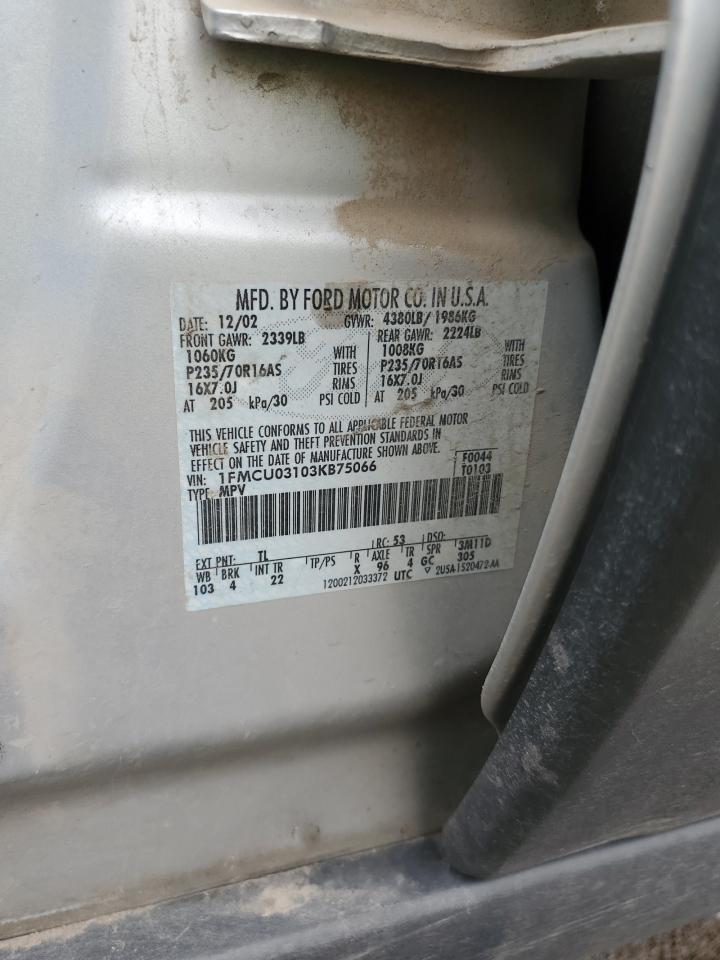 MFD. BY FORD MOTOR CO. IN U.S.A.
DATE: 12/02 GVWR: 4380LB/ 1986KG
FRONT GAWR: 2339LB REAR GAWR: 2224LB
1060KG WITH 1008KG WITH
P235/70R16AS TIRES P235/70R16AS TIRES
16X7.0J RIMS 16X7.0J RIMS
AT 205 kPa/30 PSI COLD AT 205 kPa/30 PSI COLD
THIS VEHICLE CONFORMS TO ALL APPLICABLE FEDERAL MOTOR
VEHICLE SAFETY AND THEFT PREVENTION STANDARDS IN
EFFECT ON THE DATE OF MANUFACTURE SHOWN ABOVE.
VIN: 1FMCU03103KB75066 F0044
TYPE: MPV T0103
EXT PNT: TL RC: 53 DSO:
WB BRK INT TR TP/PS R AXLE TR SPR 3M11D
103 4 22 X 96 4 GC 305
1200212033372 UTC ▽ 2USA-1520472-AA